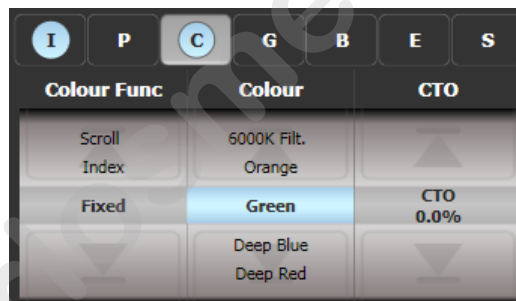 I P C G B E S
Colour Func Colour CTO
Scroll 6000K Filt.
Index Orange
Fixed Green CTO
0.0%
Deep Blue
Deep Red